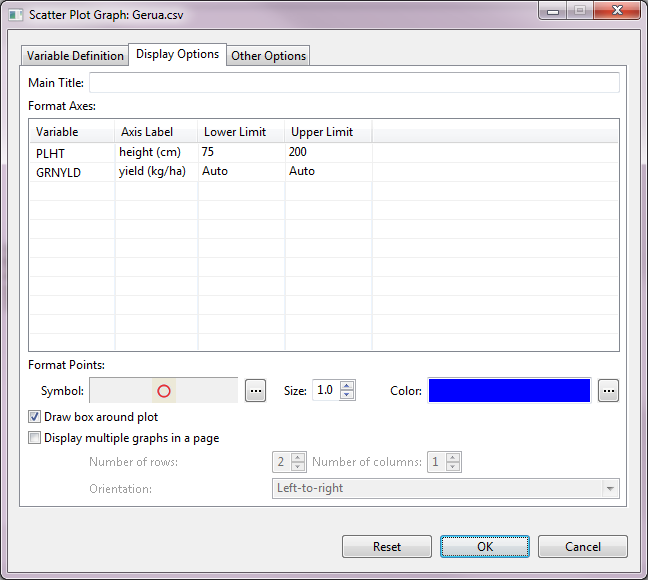 Scatter Plot Graph: Gerua.csv
Variable Definition Display Options Other Options
Main Title:
Format Axes:
Variable Axis Label Lower Limit Upper Limit
PLHT height (cm) 75 200
GRNYLD yield (kg/ha) Auto Auto
Format Points:
Symbol: ... Size: 1.0 Color: ...
Draw box around plot
Display multiple graphs in a page
Number of rows: 2 Number of columns: 1
Orientation: Left-to-right
Reset OK Cancel